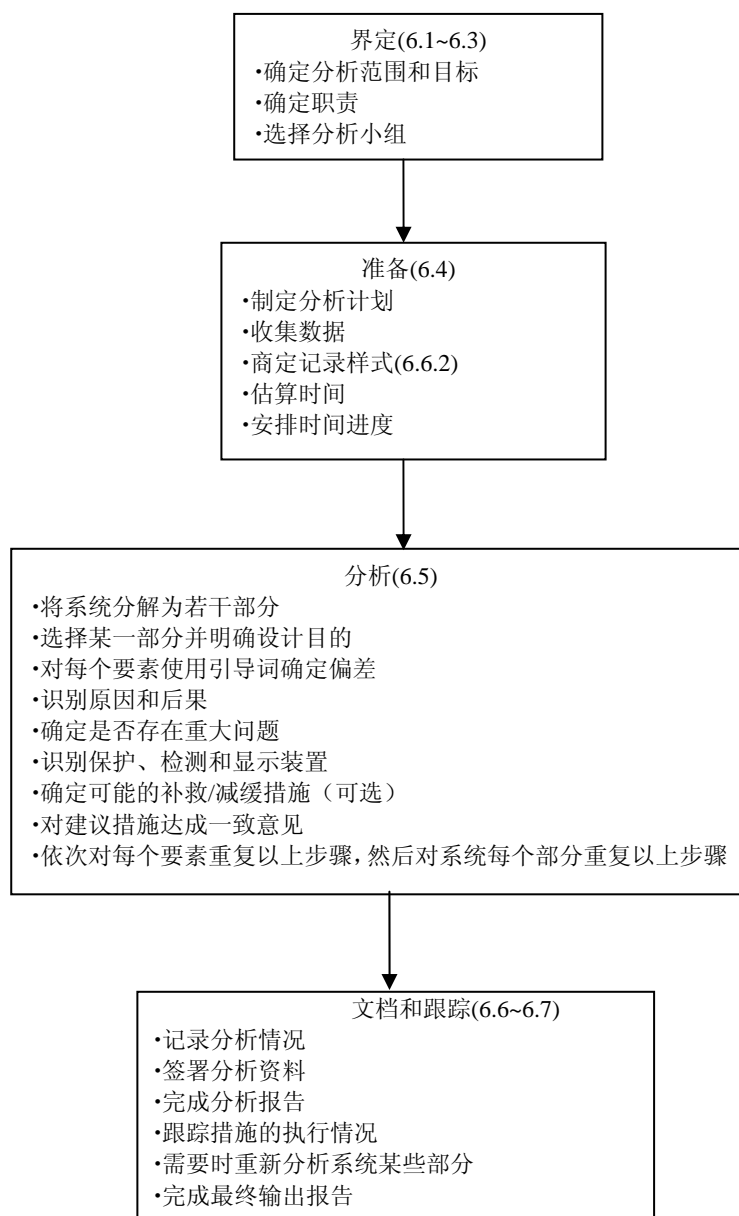 界定(6.1~6.3)
·确定分析范围和目标
·确定职责
·选择分析小组
准备(6.4)
·制定分析计划
·收集数据
·商定记录样式(6.6.2)
·估算时间
·安排时间进度
分析(6.5)
·将系统分解为若干部分
·选择某一部分并明确设计目的
·对每个要素使用引导词确定偏差
·识别原因和后果
·确定是否存在重大问题
·识别保护、检测和显示装置
·确定可能的补救/减缓措施（可选）
·对建议措施达成一致意见
·依次对每个要素重复以上步骤，然后对系统每个部分重复以上步骤
文档和跟踪(6.6~6.7)
·记录分析情况
·签署分析资料
·完成分析报告
·跟踪措施的执行情况
·需要时重新分析系统某些部分
·完成最终输出报告